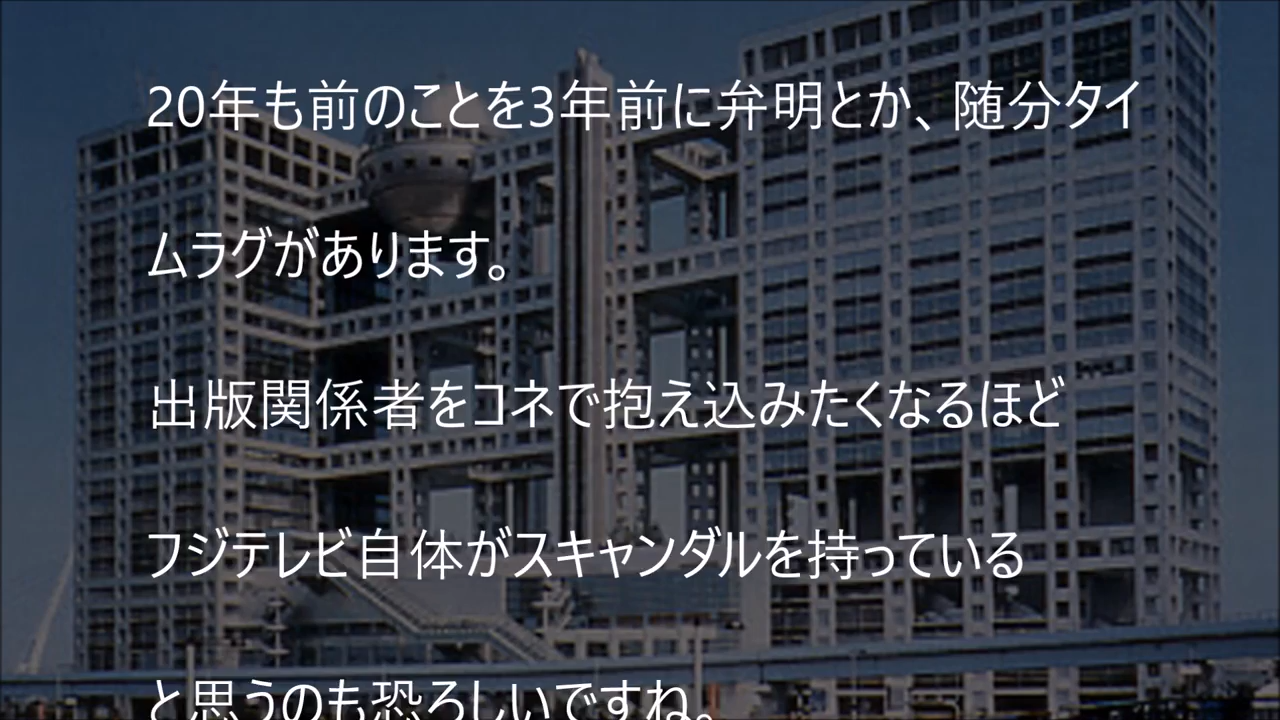 20年も前のことを3年前に弁明とか、随分タイ
ムラグがあります。
出版関係者をコネで抱え込みたくなるほど
フジテレビ自体がスキャンダルを持っている
と思うのも恐ろしいですね。